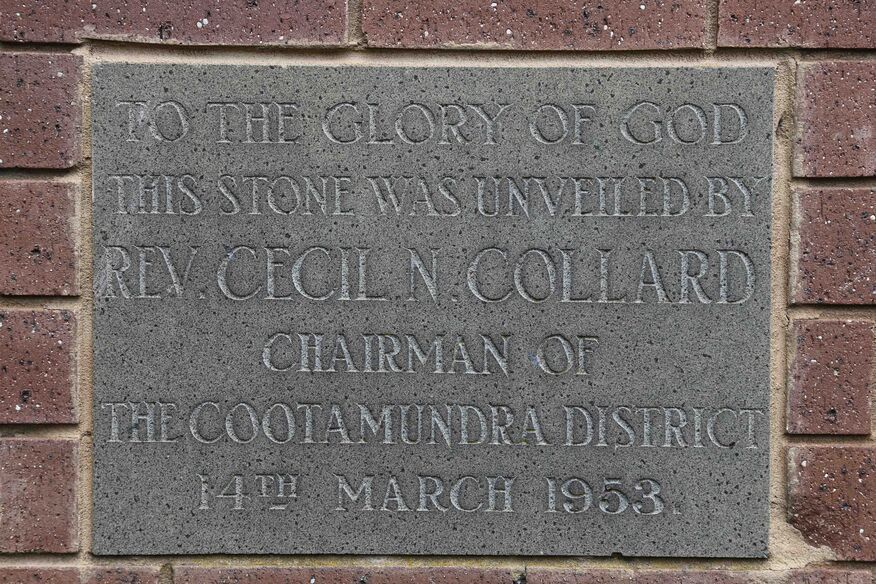 TO THE GLORY OF GOD
THIS STONE WAS UNVEILED BY
REV. CECIL N. COLLARD
CHAIRMAN OF
THE COOTAMUNDRA DISTRICT
14TH MARCH 1953.